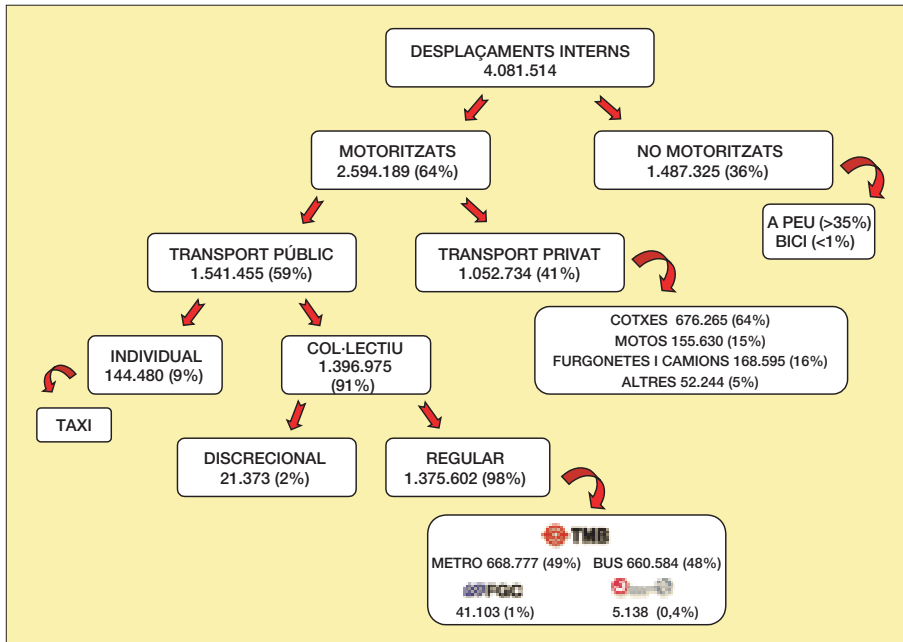 DESPLAÇAMENTS INTERNS
4.081.514
MOTORITZATS
2.594.189 (64%)
NO MOTORITZATS
1.487.325 (36%)
A PEU (>35%)
BICI (<1%)
TRANSPORT PÚBLIC
1.541.455 (59%)
TRANSPORT PRIVAT
1.052.734 (41%)
COTXES 676.265 (64%)
MOTOS 155.630 (15%)
FURGONETES I CAMIONS 168.595 (16%)
ALTRES 52.244 (5%)
INDIVIDUAL
144.480 (9%)
COL·LECTIU
1.396.975
(91%)
TAXI
DISCRECIONAL
21.373 (2%)
REGULAR
1.375.602 (98%)
TMB
METRO 668.777 (49%) BUS 660.584 (48%)
FGC
41.103 (1%) 5.138 (0,4%)